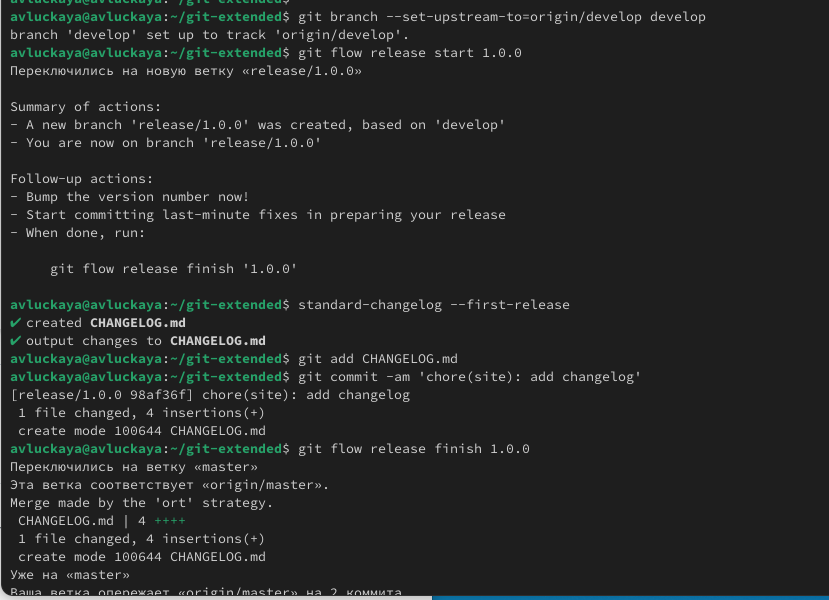 avluckaya@avluckaya:~/git-extended$ git branch --set-upstream-to=origin/develop develop
branch 'develop' set up to track 'origin/develop'.
avluckaya@avluckaya:~/git-extended$ git flow release start 1.0.0
Переключились на новую ветку «release/1.0.0»
Summary of actions:
- A new branch 'release/1.0.0' was created, based on 'develop'
- You are now on branch 'release/1.0.0'
Follow-up actions:
- Bump the version number now!
- Start committing last-minute fixes in preparing your release
- When done, run:
git flow release finish '1.0.0'
avluckaya@avluckaya:~/git-extended$ standard-changelog --first-release
✔ created CHANGELOG.md
✔ output changes to CHANGELOG.md
avluckaya@avluckaya:~/git-extended$ git add CHANGELOG.md
avluckaya@avluckaya:~/git-extended$ git commit -am 'chore(site): add changelog'
[release/1.0.0 98af36f] chore(site): add changelog
1 file changed, 4 insertions(+)
create mode 100644 CHANGELOG.md
avluckaya@avluckaya:~/git-extended$ git flow release finish 1.0.0
Переключились на ветку «master»
Эта ветка соответствует «origin/master».
Merge made by the 'ort' strategy.
CHANGELOG.md | 4 ++++
1 file changed, 4 insertions(+)
create mode 100644 CHANGELOG.md
Уже на «master»
Ваша ветка опережает «origin/master» на 2 коммита